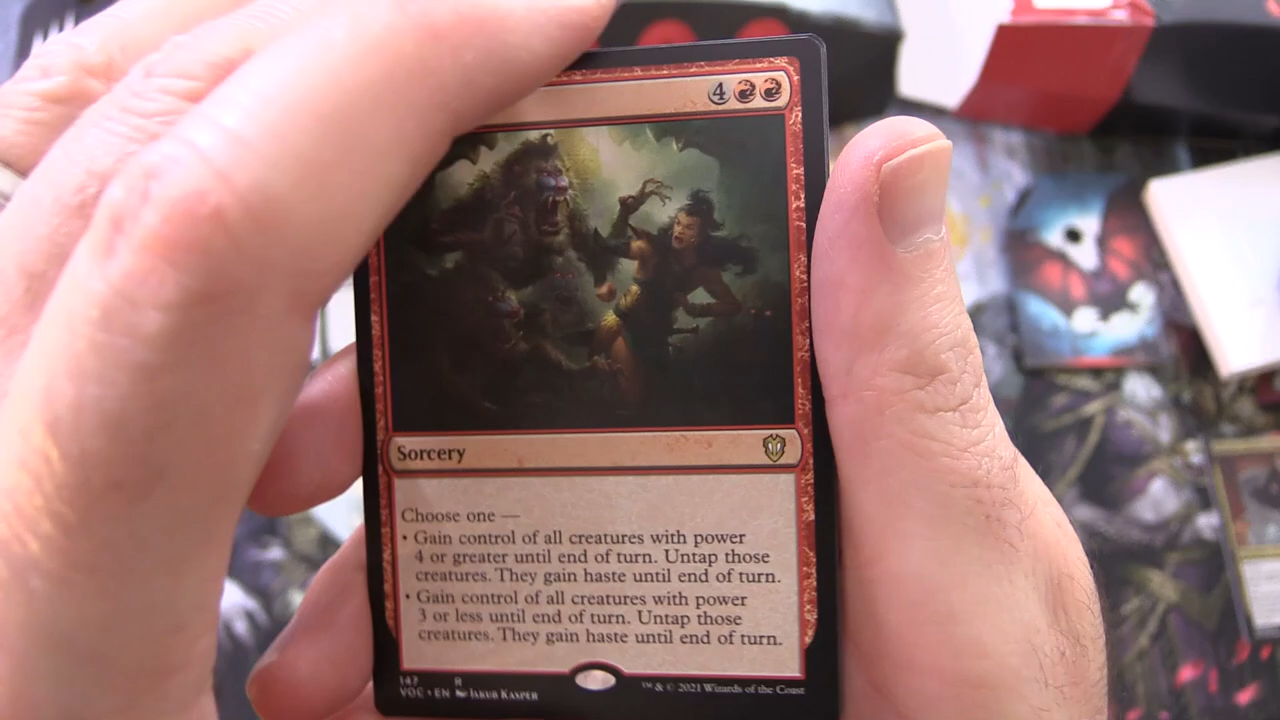 4
Sorcery
Choose one —
• Gain control of all creatures with power
4 or greater until end of turn. Untap those
creatures. They gain haste until end of turn.
• Gain control of all creatures with power
3 or less until end of turn. Untap those
creatures. They gain haste until end of turn.
147 R
VOC • EN Jakub Kasper
™ & © 2021 Wizards of the Coast